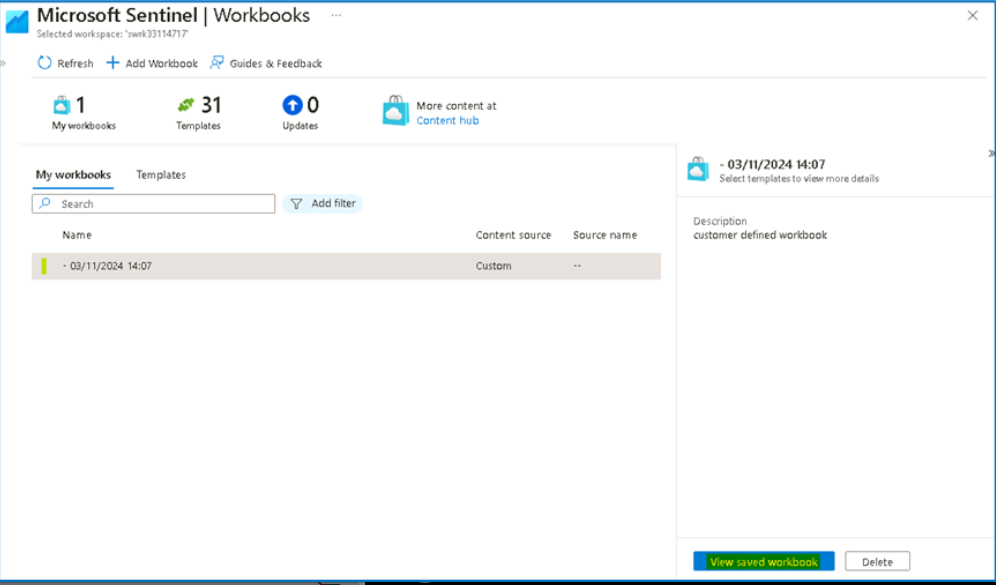 Microsoft Sentinel | Workbooks ...
Selected workspace: 'swrk33114717'
Refresh + Add Workbook Guides & Feedback
1 31 0
My workbooks Templates Updates
More content at
Content hub
My workbooks Templates
Search Add filter
Name Content source Source name
- 03/11/2024 14:07 Custom --
- 03/11/2024 14:07
Select templates to view more details
Description
customer defined workbook
View saved workbook Delete